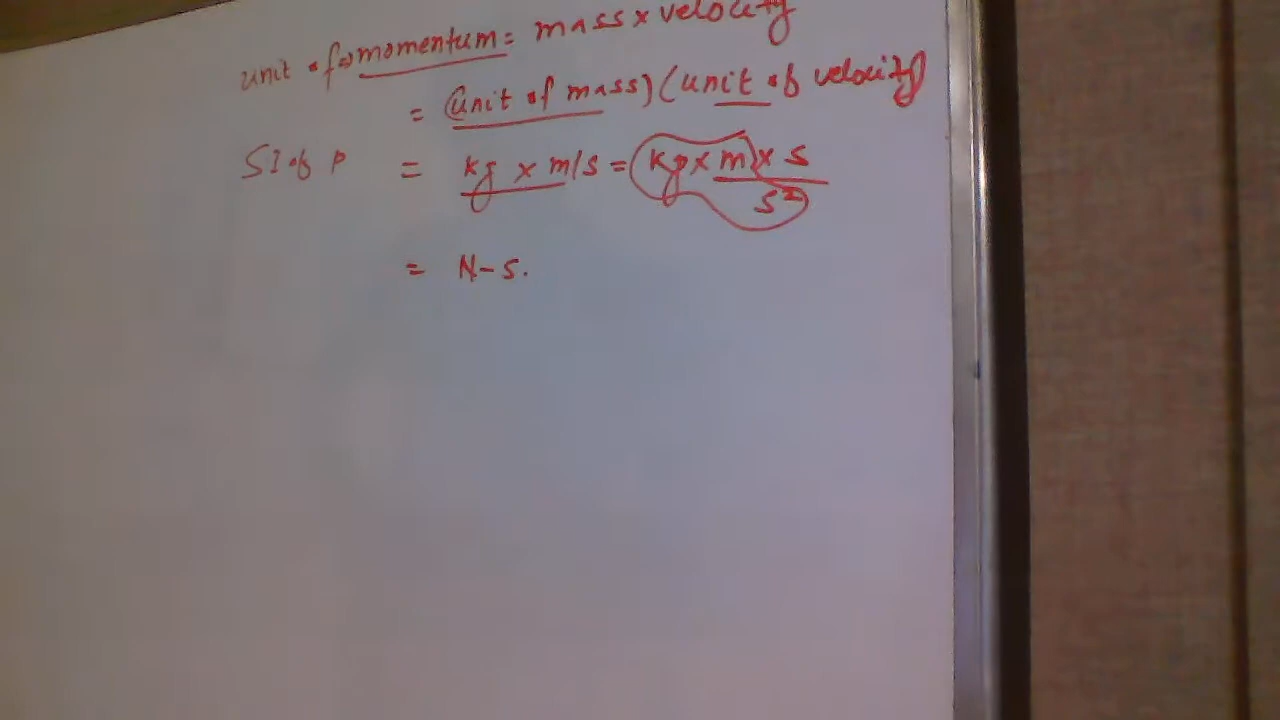 unit of momentum = mass x velocity
= (unit of mass) (unit of velocity
SI of P = kg x m/s = kg x m x s / s²
= N-s.